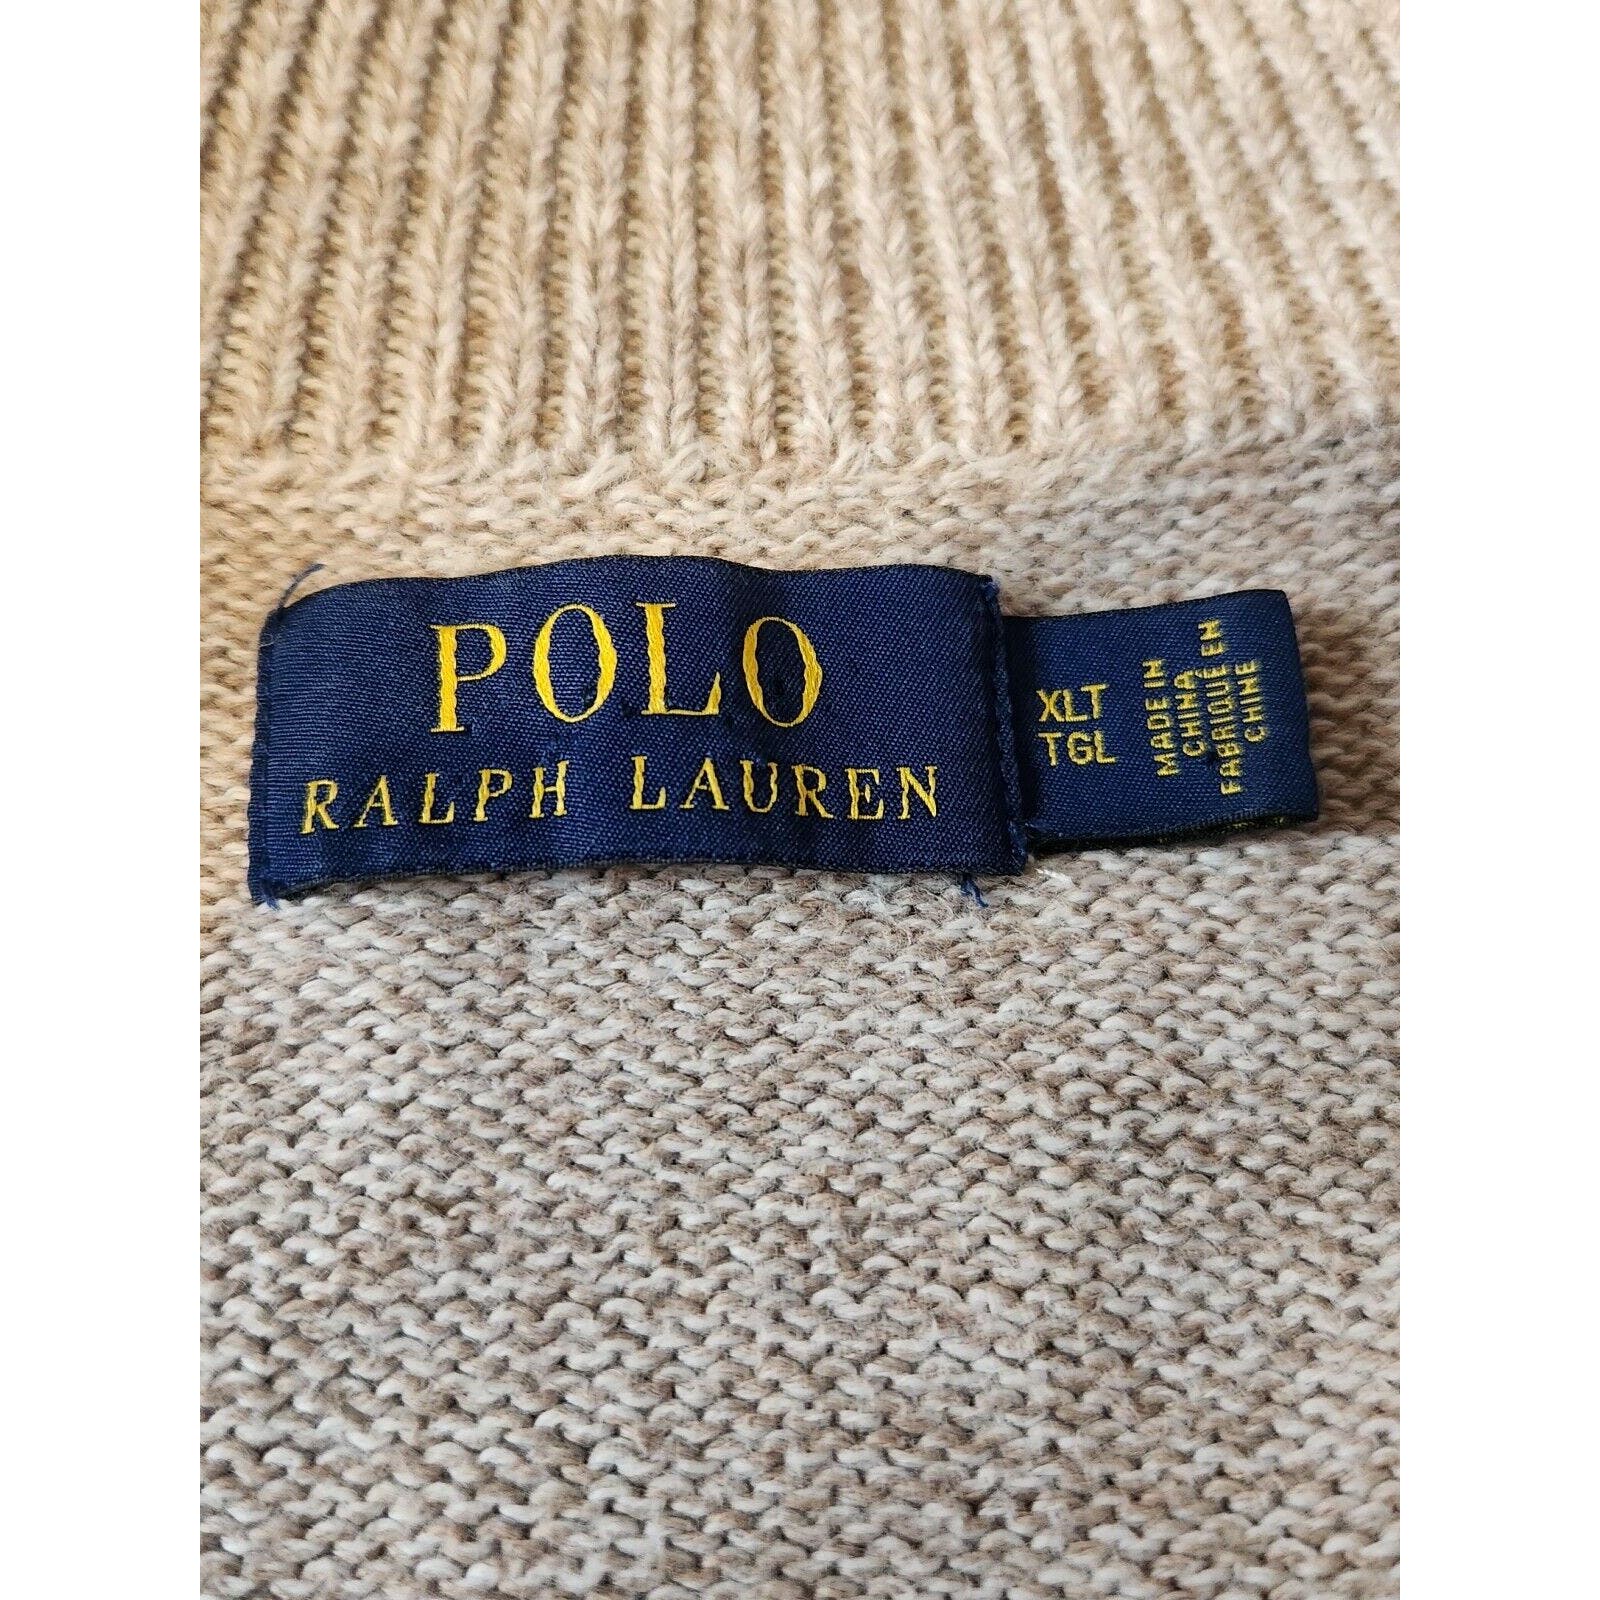 POLO
RALPH LAUREN
XLT
TGL
MADE IN
CHINA
FABRIQUÉ EN
CHINE